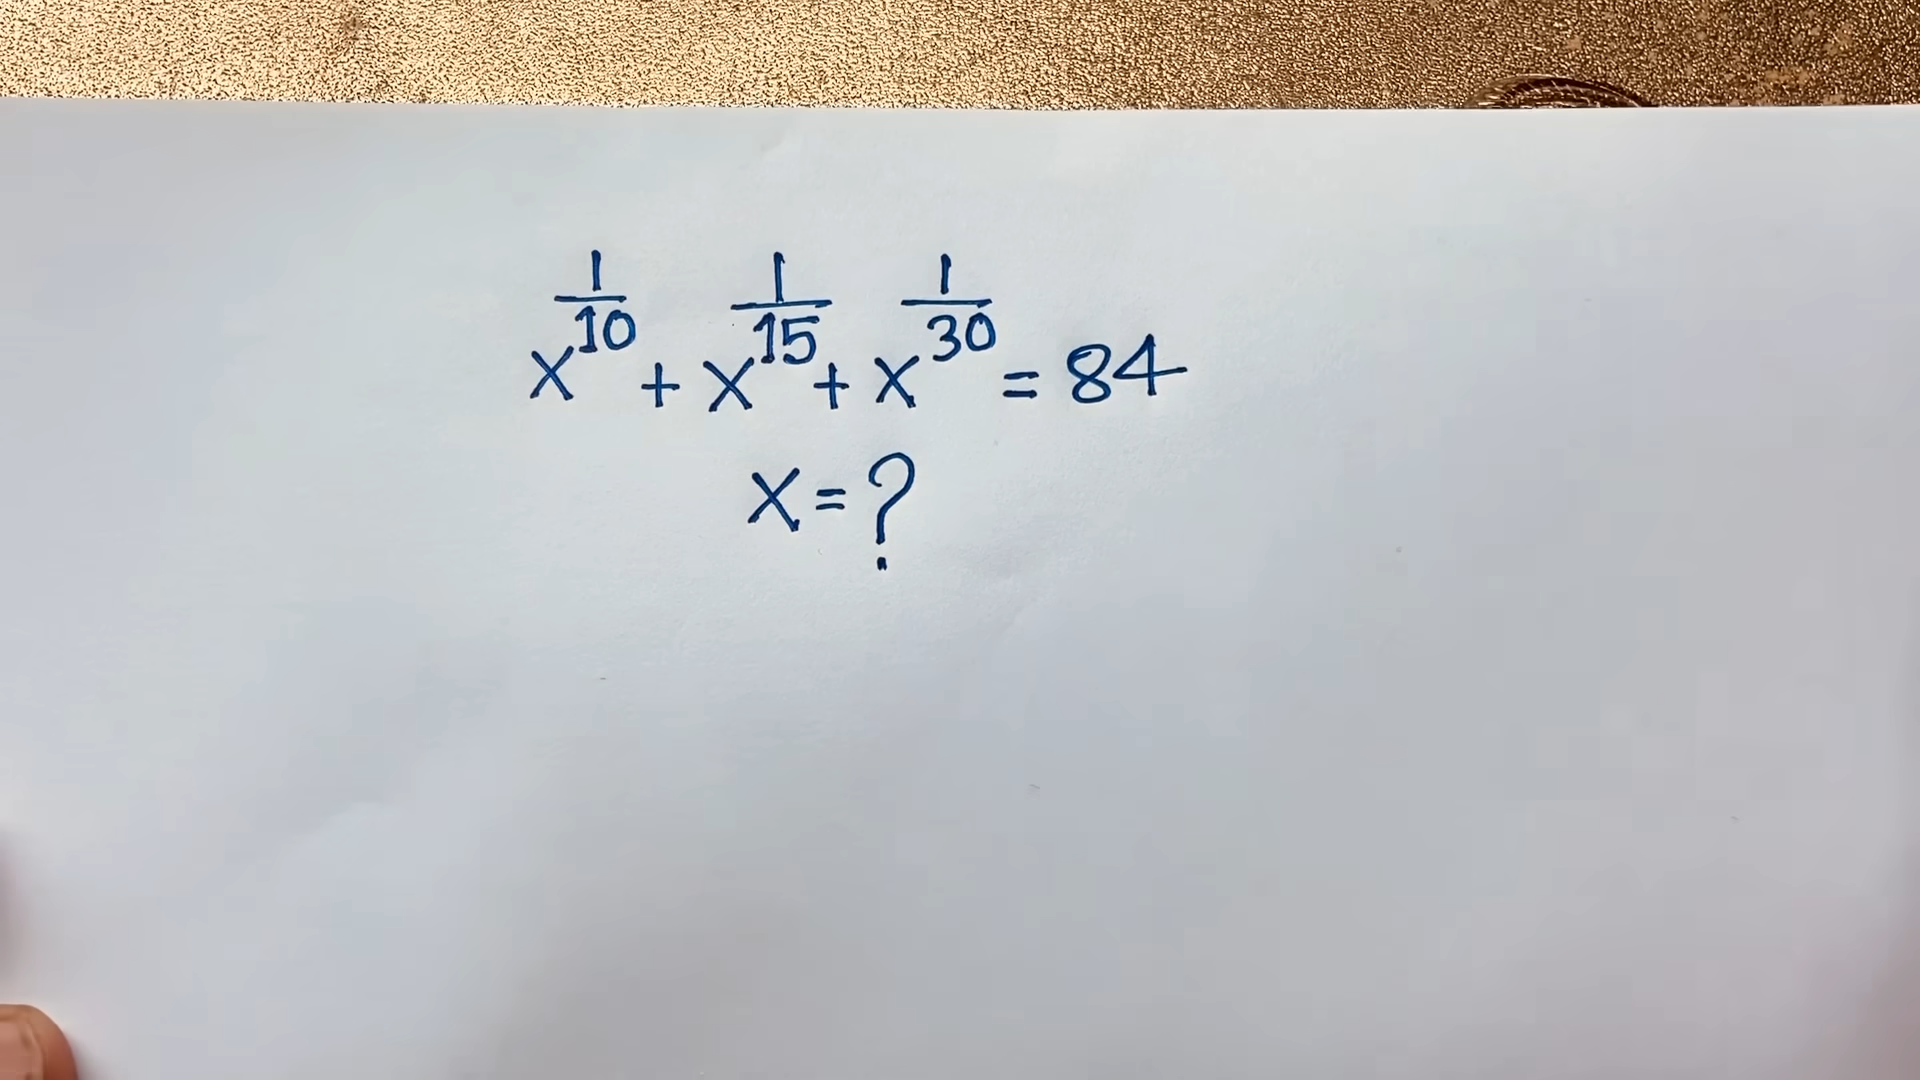 x^{1/10} + x^{1/15} + x^{1/30} = 84
x = ?